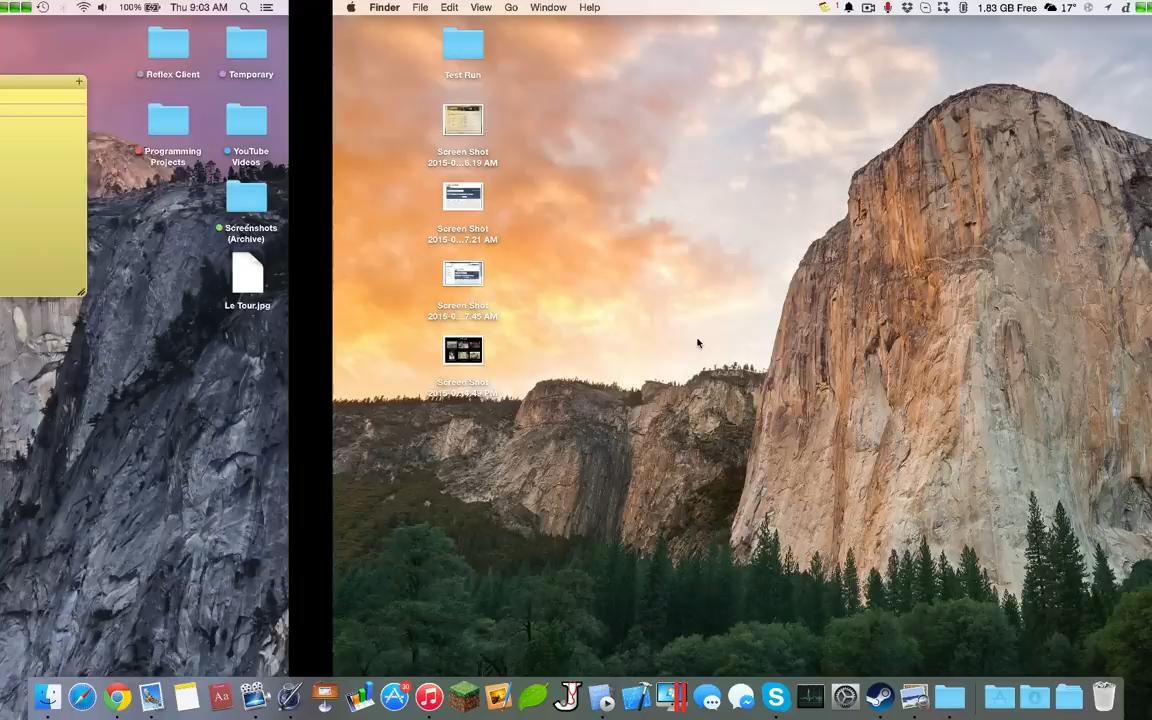 100% Thu 9:03 AM
Finder File Edit View Go Window Help
1.83 GB Free 17°
Reflex Client
Temporary
Programming
Projects
YouTube
Videos
Screenshots
(Archive)
Le Tour.jpg
Test Run
Screen Shot
2015-0...6.19 AM
Screen Shot
2015-0...7.21 AM
Screen Shot
2015-0...7.45 AM
Screen Shot